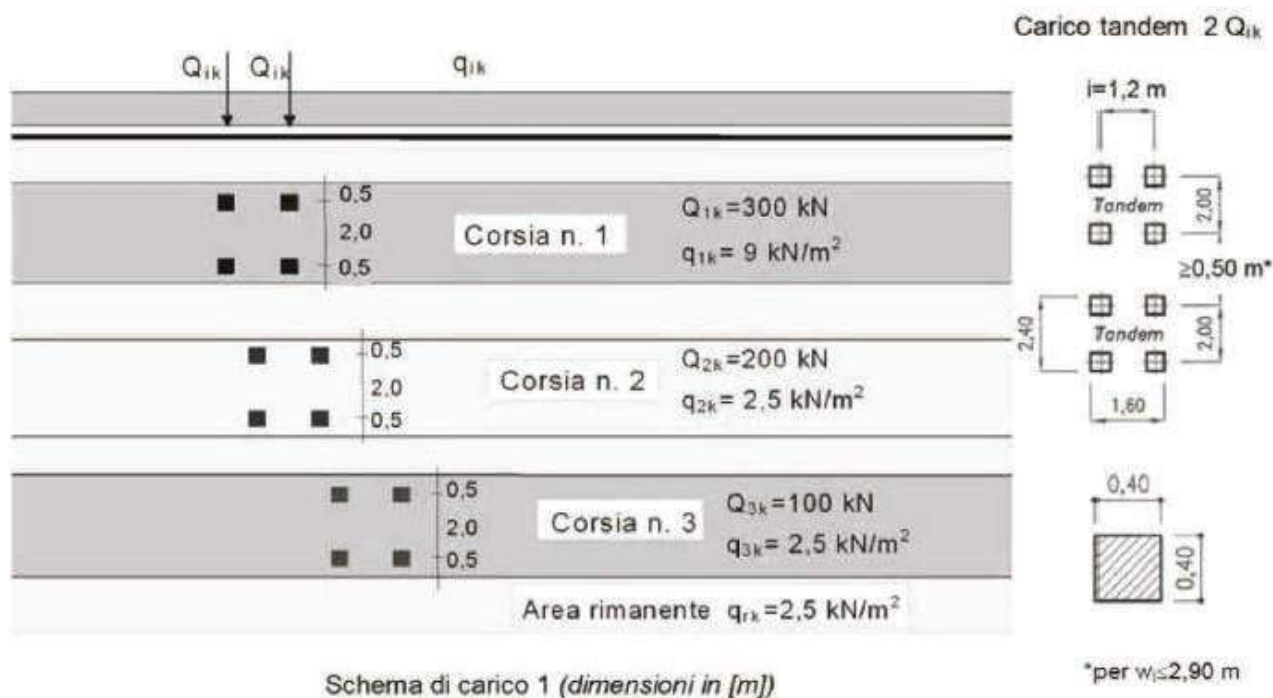 Carico tandem 2 Qik
Qik Qik qik
i=1,2 m
0.5
2,0
0,5
Corsia n. 1
Q1k=300 kN
q1k= 9 kN/m²
Tandem
2,00
≥0,50 m*
0.5
2.0
0.5
Corsia n. 2
Q2k=200 kN
q2k= 2,5 kN/m²
2,40
Tandem
2,00
1,60
0,5
2,0
0,5
Corsia n. 3
Q3k=100 kN
q3k= 2,5 kN/m²
0,40
0,40
Area rimanente qrk=2,5 kN/m²
Schema di carico 1 (dimensioni in [m])
*per wl≤2,90 m